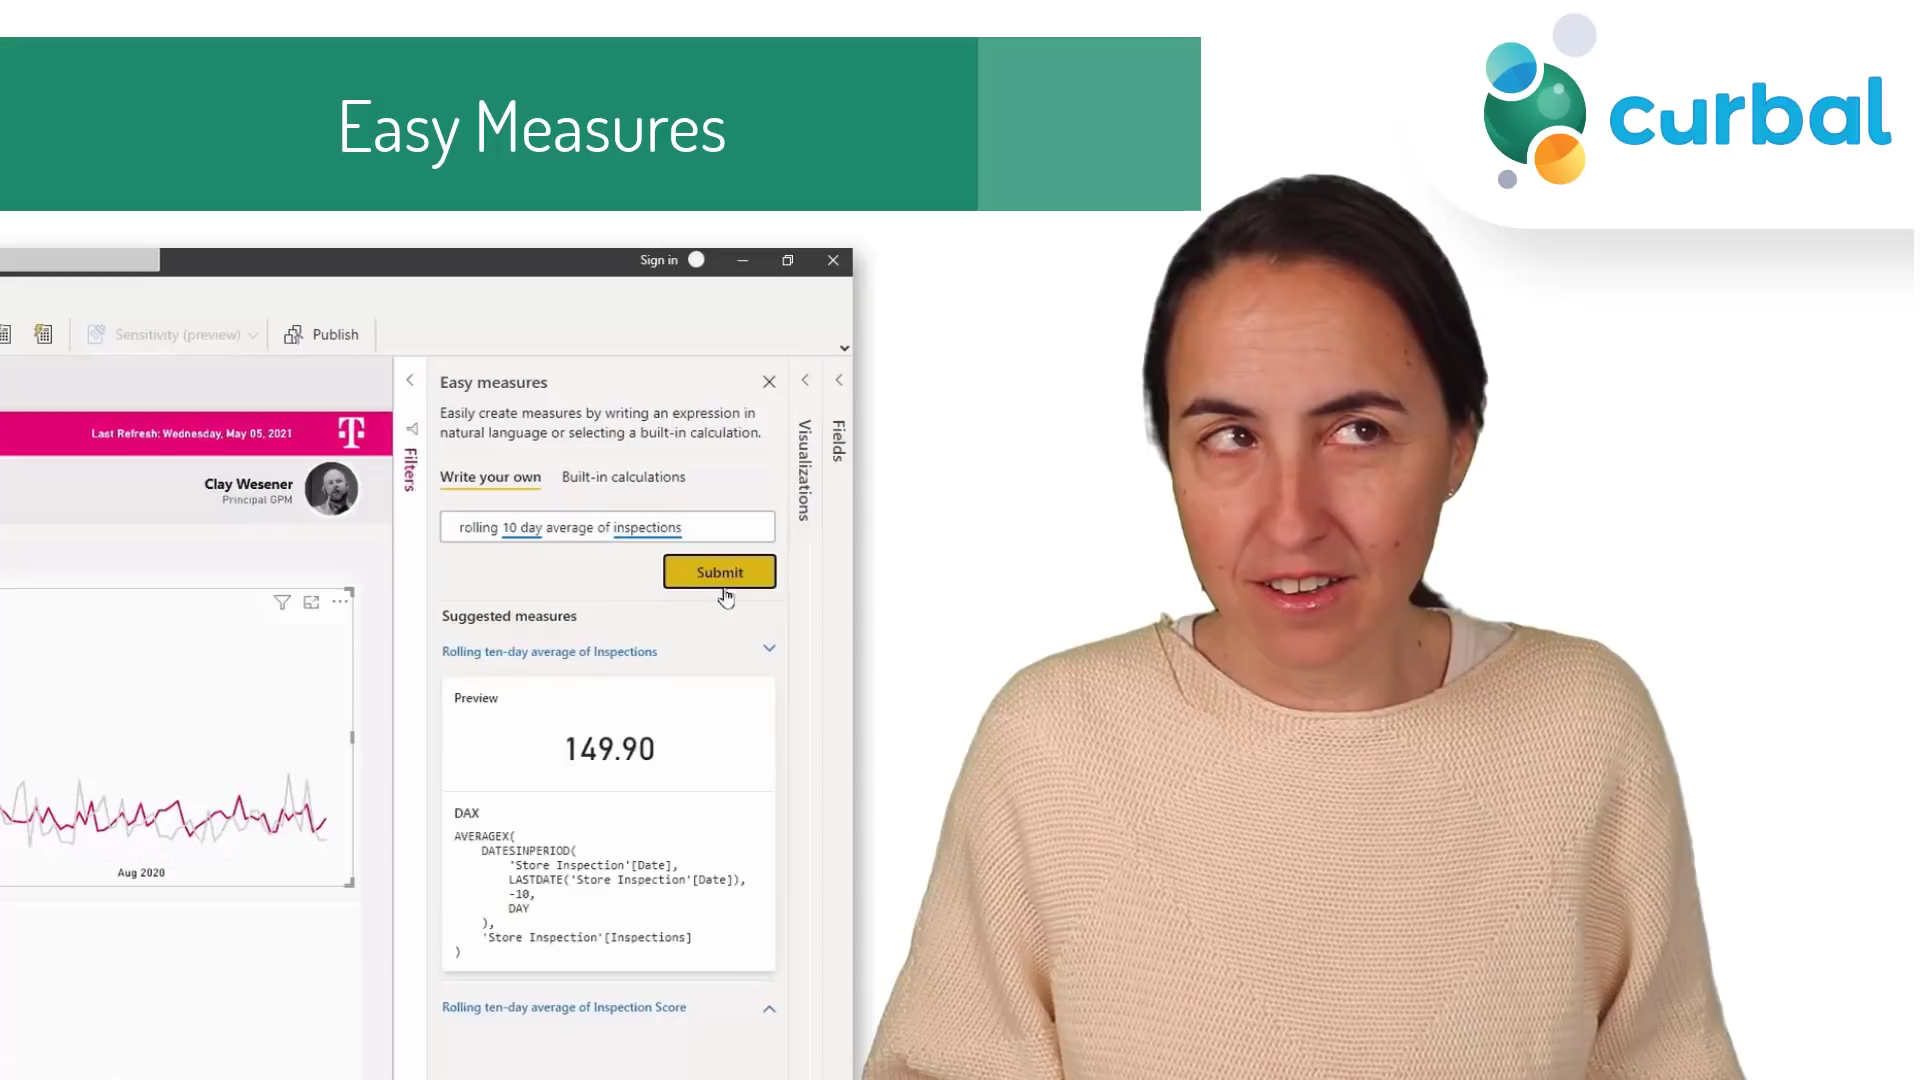 Easy Measures
curbal
Sign in
Sensitivity (preview)
Publish
Easy measures
Easily create measures by writing an expression in
natural language or selecting a built-in calculation.
Last Refresh: Wednesday, May 05, 2021
T
Clay Wesener
Principal GPM
Filters
Write your own
Built-in calculations
Visualizations
Fields
rolling 10 day average of inspections
Submit
Suggested measures
Rolling ten-day average of Inspections
Preview
149.90
DAX
AVERAGEX(
DATESINPERIOD(
'Store Inspection'[Date],
LASTDATE('Store Inspection'[Date]),
-10,
DAY
),
'Store Inspection'[Inspections]
)
Aug 2020
Rolling ten-day average of Inspection Score